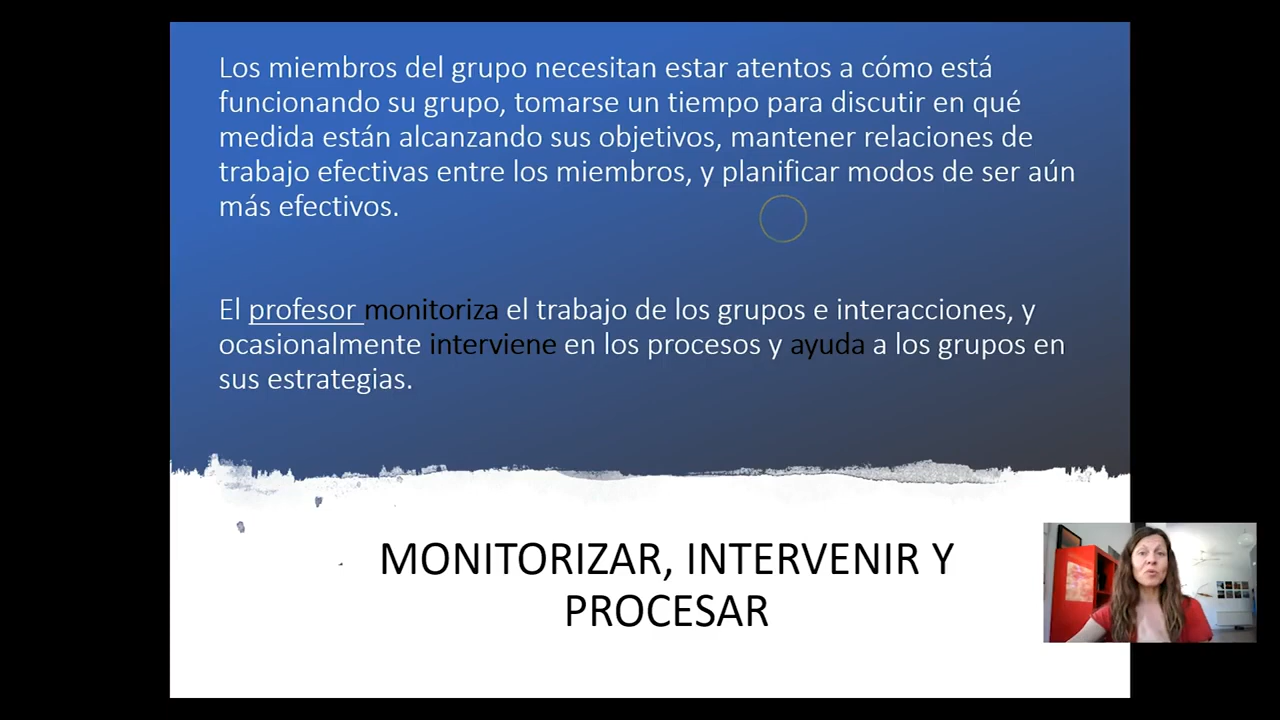 Los miembros del grupo necesitan estar atentos a cómo está
funcionando su grupo, tomarse un tiempo para discutir en qué
medida están alcanzando sus objetivos, mantener relaciones de
trabajo efectivas entre los miembros, y planificar modos de ser aún
más efectivos.
El profesor monitoriza el trabajo de los grupos e interacciones, y
ocasionalmente interviene en los procesos y ayuda a los grupos en
sus estrategias.
MONITORIZAR, INTERVENIR Y
PROCESAR